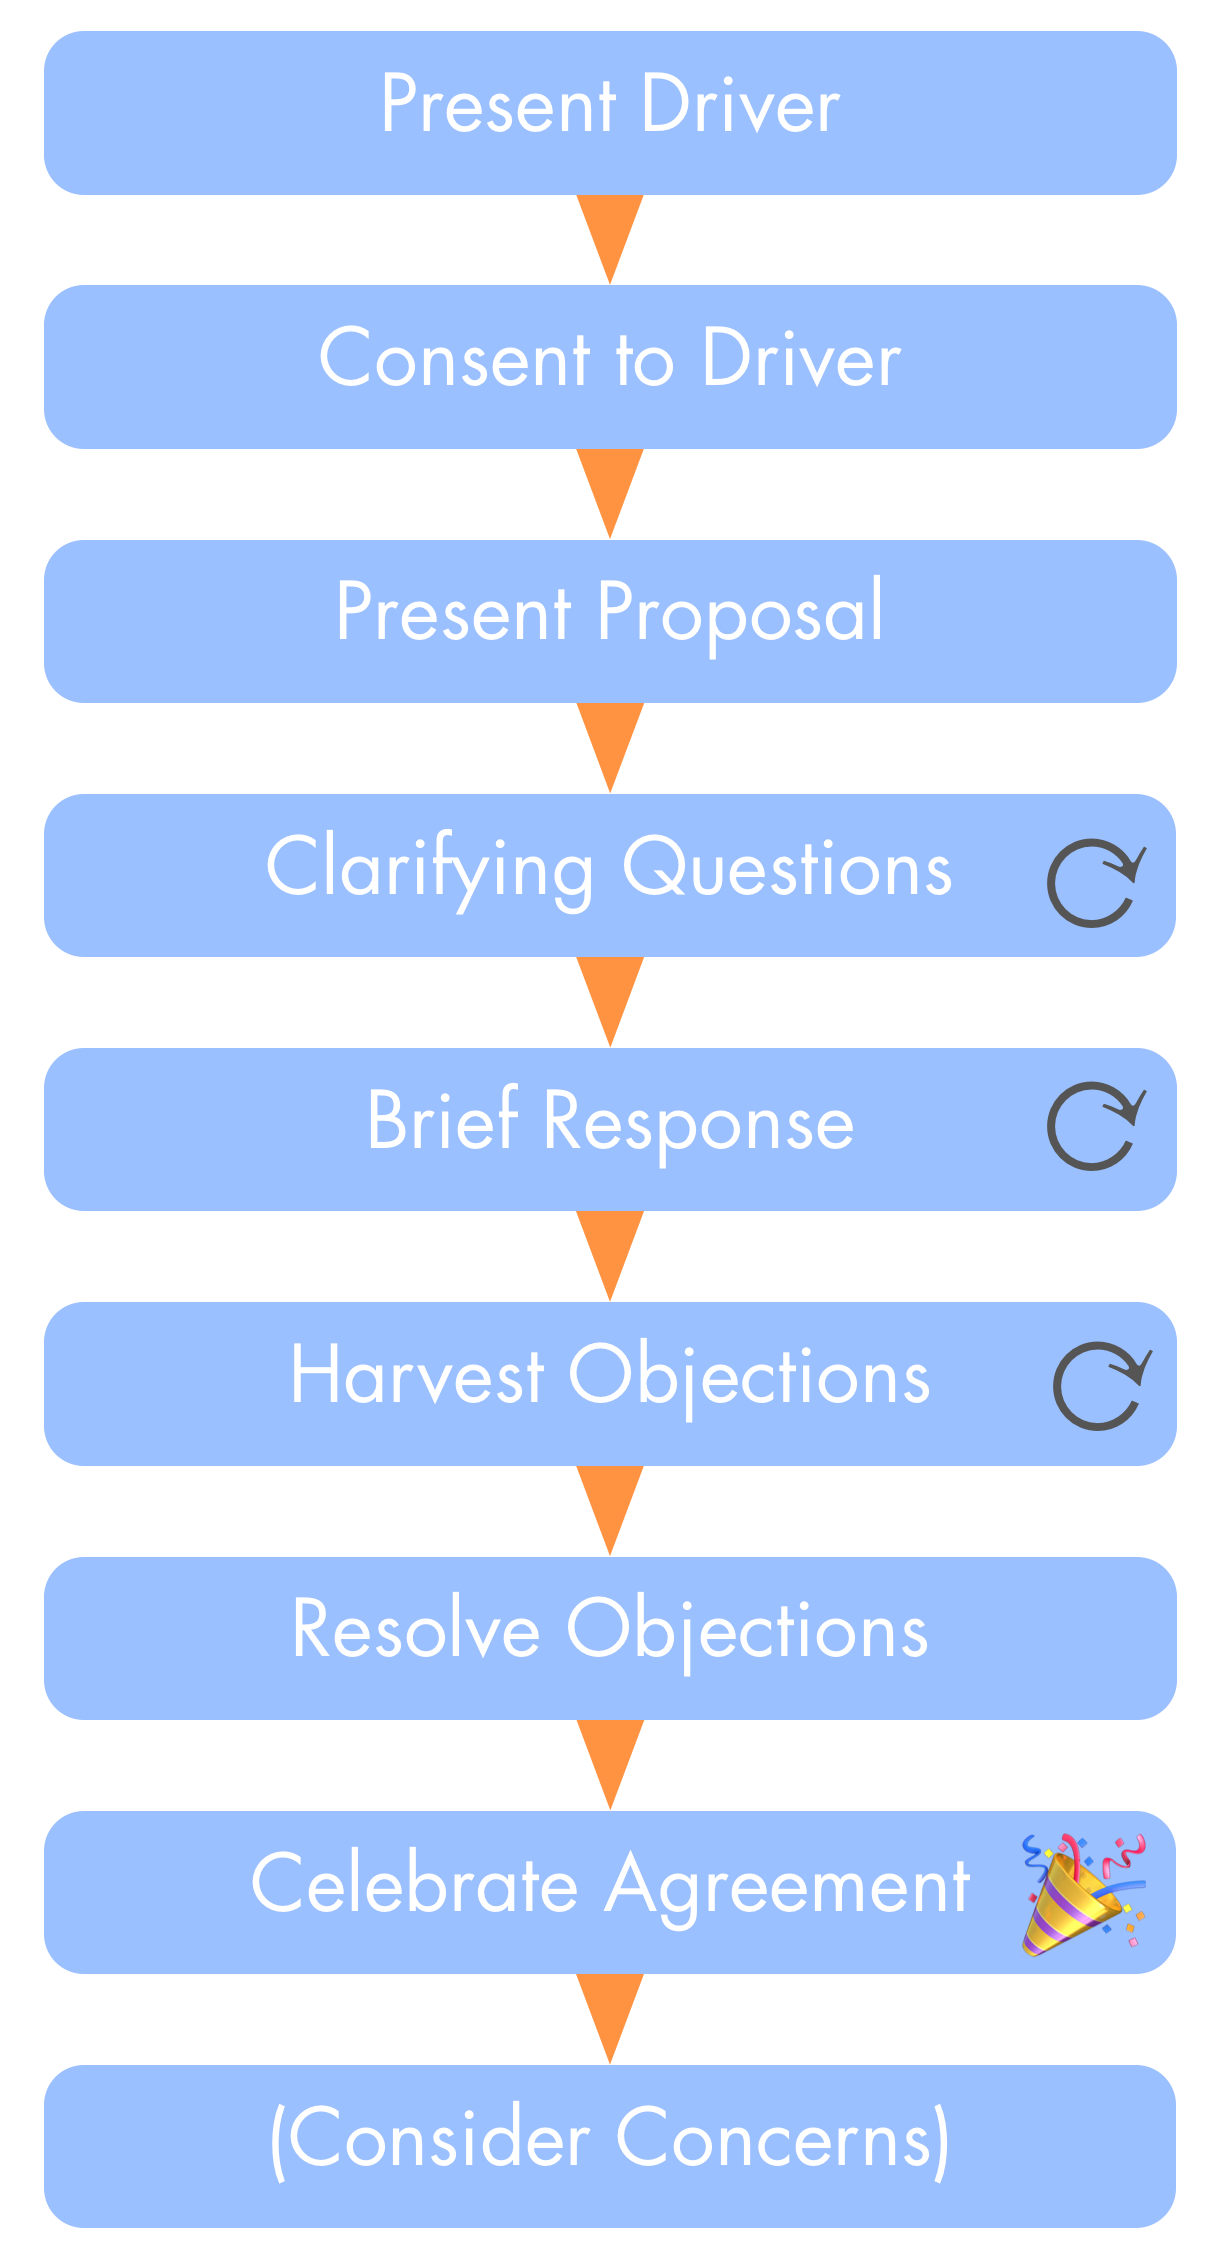 Present Driver
Consent to Driver
Present Proposal
Clarifying Questions
Brief Response
Harvest Objections
Resolve Objections
Celebrate Agreement
(Consider Concerns)